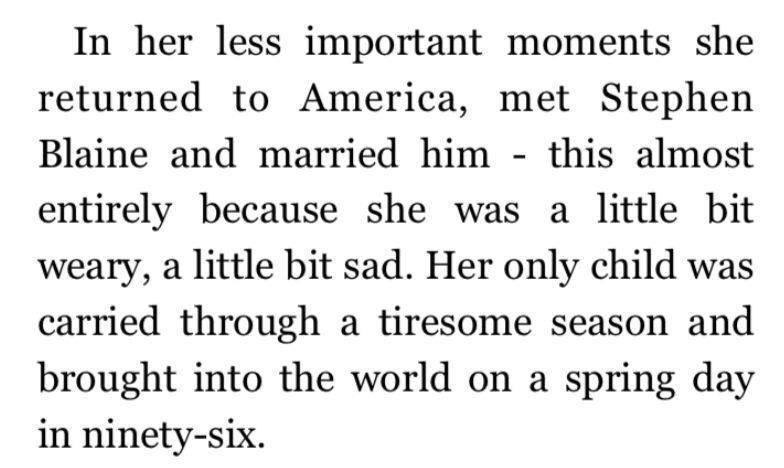 In her less important moments she
returned to America, met Stephen
Blaine and married him - this almost
entirely because she was a little bit
weary, a little bit sad. Her only child was
carried through a tiresome season and
brought into the world on a spring day
in ninety-six.